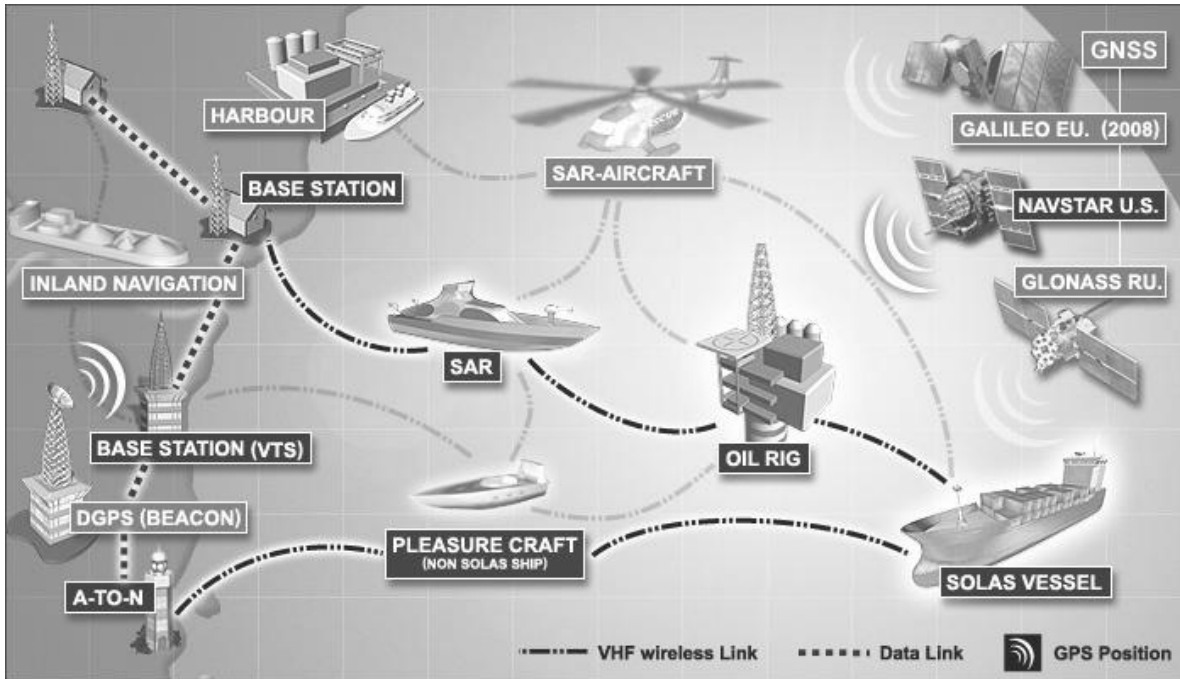 GNSS
HARBOUR
GALILEO EU. (2008)
SAR-AIRCRAFT
BASE STATION
NAVSTAR U.S.
INLAND NAVIGATION
GLONASS RU.
SAR
BASE STATION (VTS)
OIL RIG
DGPS (BEACON)
PLEASURE CRAFT
(NON SOLAS SHIP)
SOLAS VESSEL
A-TO-N
VHF wireless Link
Data Link
GPS Position